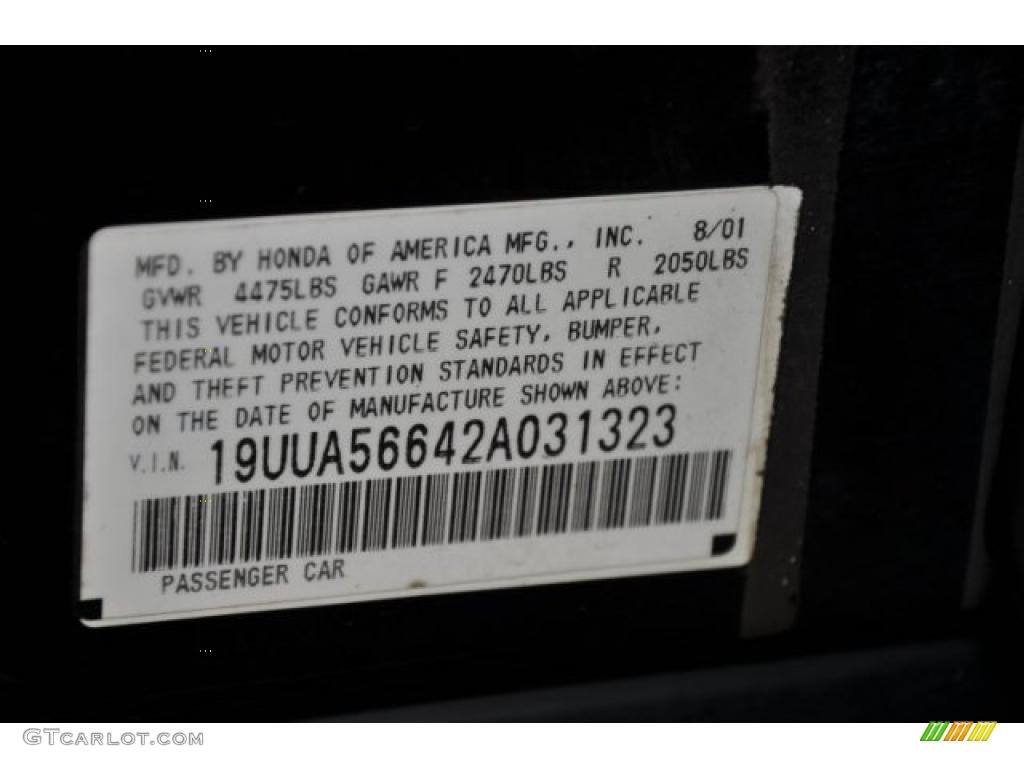 MFD. BY HONDA OF AMERICA MFG., INC. 8/01
GVWR 4475LBS GAWR F 2470LBS R 2050LBS
THIS VEHICLE CONFORMS TO ALL APPLICABLE
FEDERAL MOTOR VEHICLE SAFETY, BUMPER,
AND THEFT PREVENTION STANDARDS IN EFFECT
ON THE DATE OF MANUFACTURE SHOWN ABOVE:
V.I.N. 19UUA56642A031323
PASSENGER CAR
GTCARLOT.COM